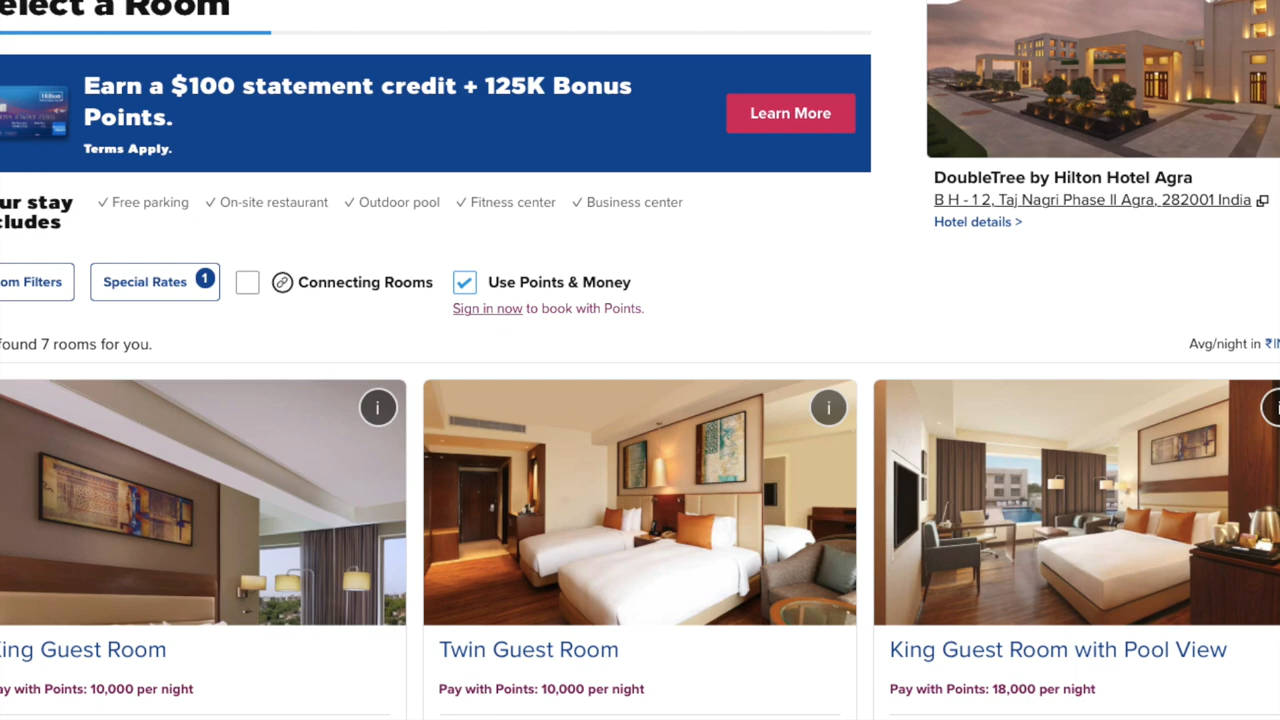 elect a Room
Earn a $100 statement credit + 125K Bonus
Points.
Terms Apply.
Learn More
Hilton
ur stay
cludes
✓ Free parking ✓ On-site restaurant ✓ Outdoor pool ✓ Fitness center ✓ Business center
DoubleTree by Hilton Hotel Agra
B H - 1 2, Taj Nagri Phase II Agra, 282001 India
Hotel details >
om Filters
Special Rates 1
Connecting Rooms
Use Points & Money
Sign in now to book with Points.
found 7 rooms for you.
Avg/night in ₹IN
i
i
i
King Guest Room
ay with Points: 10,000 per night
Twin Guest Room
Pay with Points: 10,000 per night
King Guest Room with Pool View
Pay with Points: 18,000 per night